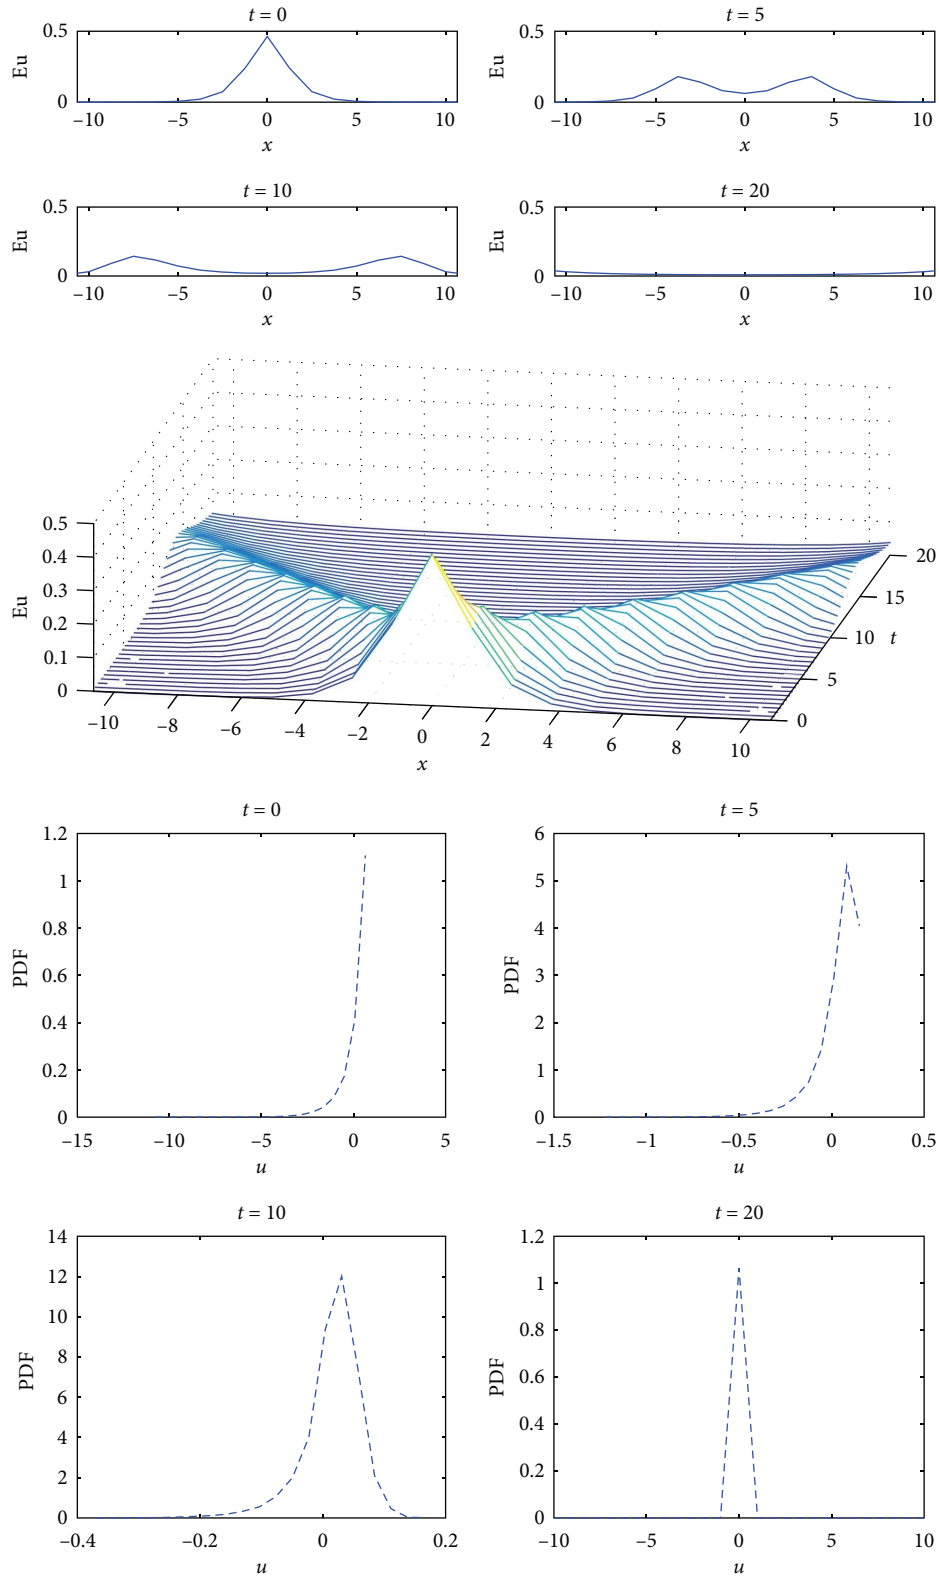 t = 0
0.5
Eu
0
–10 –5 0 5 10
x
t = 5
0.5
Eu
0
–10 –5 0 5 10
x
t = 10
0.5
Eu
0
–10 –5 0 5 10
x
t = 20
0.5
Eu
0
–10 –5 0 5 10
x
0.5
0.4
0.3
0.2
0.1
0
Eu
–10 –8 –6 –4 –2 0 2 4 6 8 10
x
20
15
10
5
0
t
t = 0
1.2
1
0.8
0.6
0.4
0.2
0
PDF
–15 –10 –5 0 5
u
t = 5
6
5
4
3
2
1
0
PDF
–1.5 –1 –0.5 0 0.5
u
t = 10
14
12
10
8
6
4
2
0
PDF
–0.4 –0.2 0 0.2
u
t = 20
1.2
1
0.8
0.6
0.4
0.2
0
PDF
–10 –5 0 5 10
u